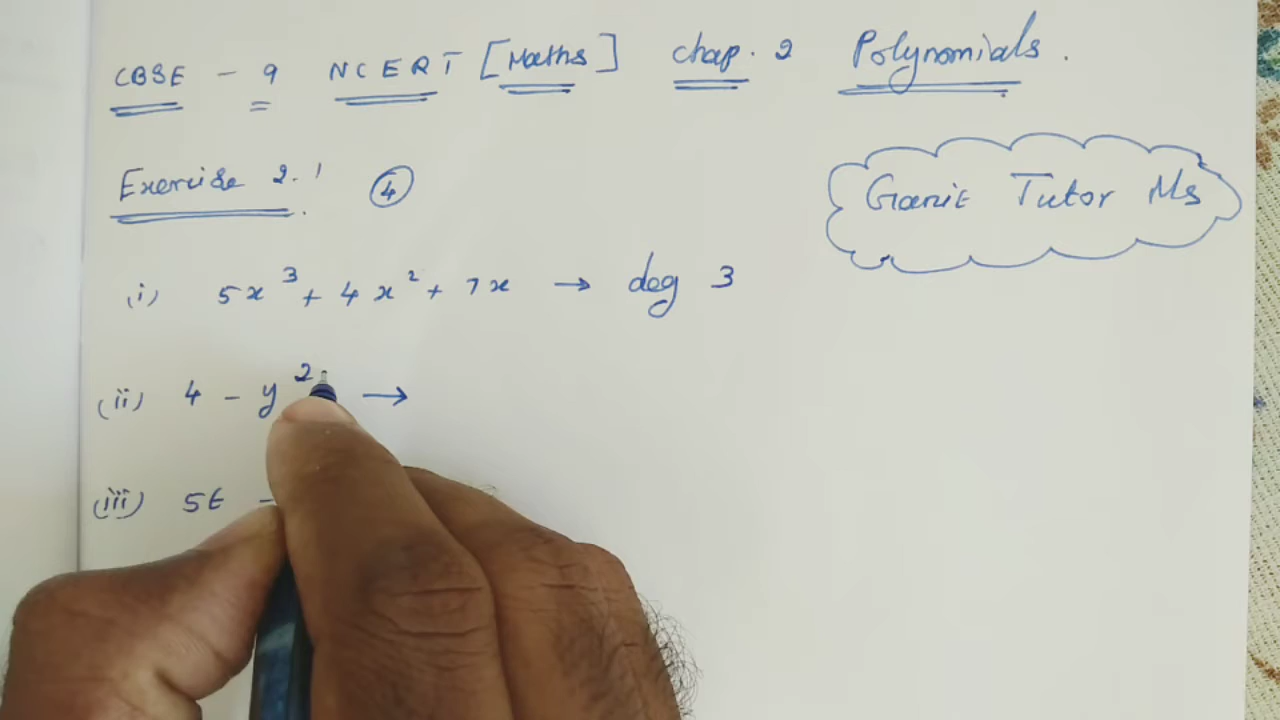 CBSE - 9 NCERT [Maths] Chap. 2 Polynomials.
Exercise 2.1 4
Ganit Tutor Ms
(i) 5x³ + 4x² + 7x → deg 3
(ii) 4 - y² →
(iii) 5t -